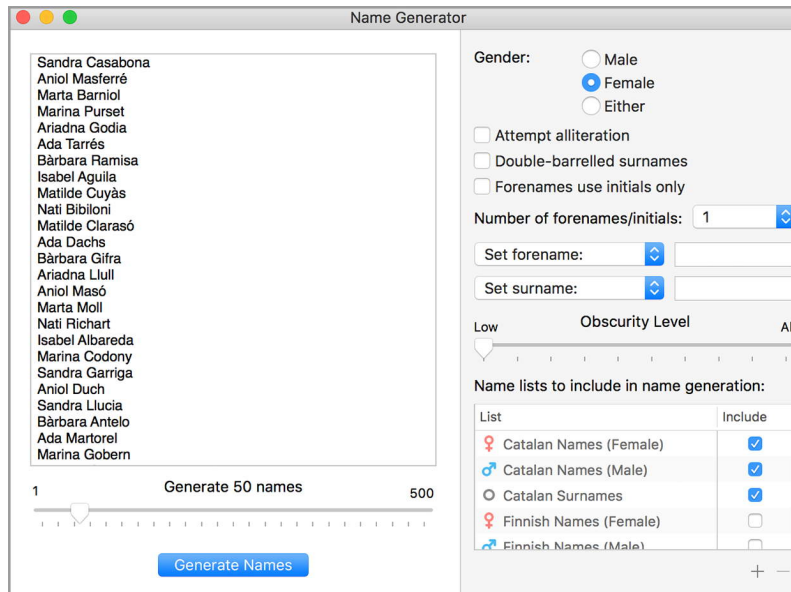 Name Generator
Sandra Casabona
Aniol Masferré
Marta Barniol
Marina Purset
Ariadna Godia
Ada Tarrés
Bàrbara Ramisa
Isabel Aguila
Matilde Cuyàs
Nati Bibiloni
Matilde Clarasó
Ada Dachs
Bàrbara Gifra
Ariadna Llull
Aniol Masó
Marta Moll
Nati Richart
Isabel Albareda
Marina Codony
Sandra Garriga
Aniol Duch
Sandra Llucia
Bàrbara Antelo
Ada Martorel
Marina Gobern
1 Generate 50 names 500
Generate Names
Gender: Male
Female
Either
Attempt alliteration
Double-barrelled surnames
Forenames use initials only
Number of forenames/initials: 1
Set forename:
Set surname:
Low Obscurity Level
Name lists to include in name generation:
List Include
Catalan Names (Female)
Catalan Names (Male)
Catalan Surnames
Finnish Names (Female)
Finnish Names (Male)